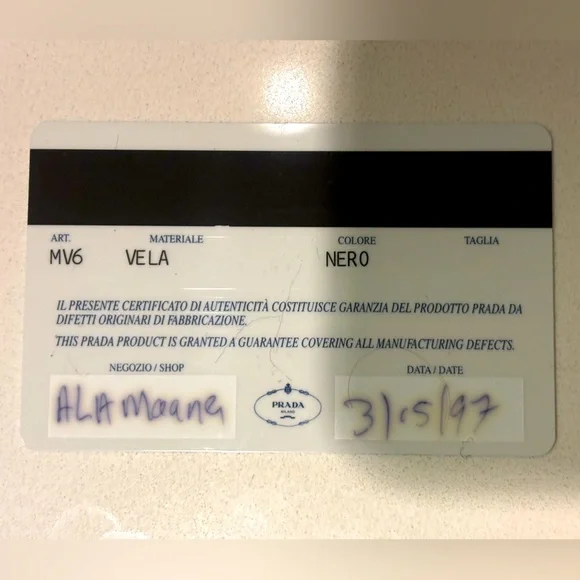 ART. MATERIALE COLORE TAGLIA
MV6 VELA NERO
IL PRESENTE CERTIFICATO DI AUTENTICITÀ COSTITUISCE GARANZIA DEL PRODOTTO PRADA DA
DIFETTI ORIGINARI DI FABBRICAZIONE.
THIS PRADA PRODUCT IS GRANTED A GUARANTEE COVERING ALL MANUFACTURING DEFECTS.
NEGOZIO / SHOP DATA / DATE
ALA Moana PRADA 3/15/97
MILANO